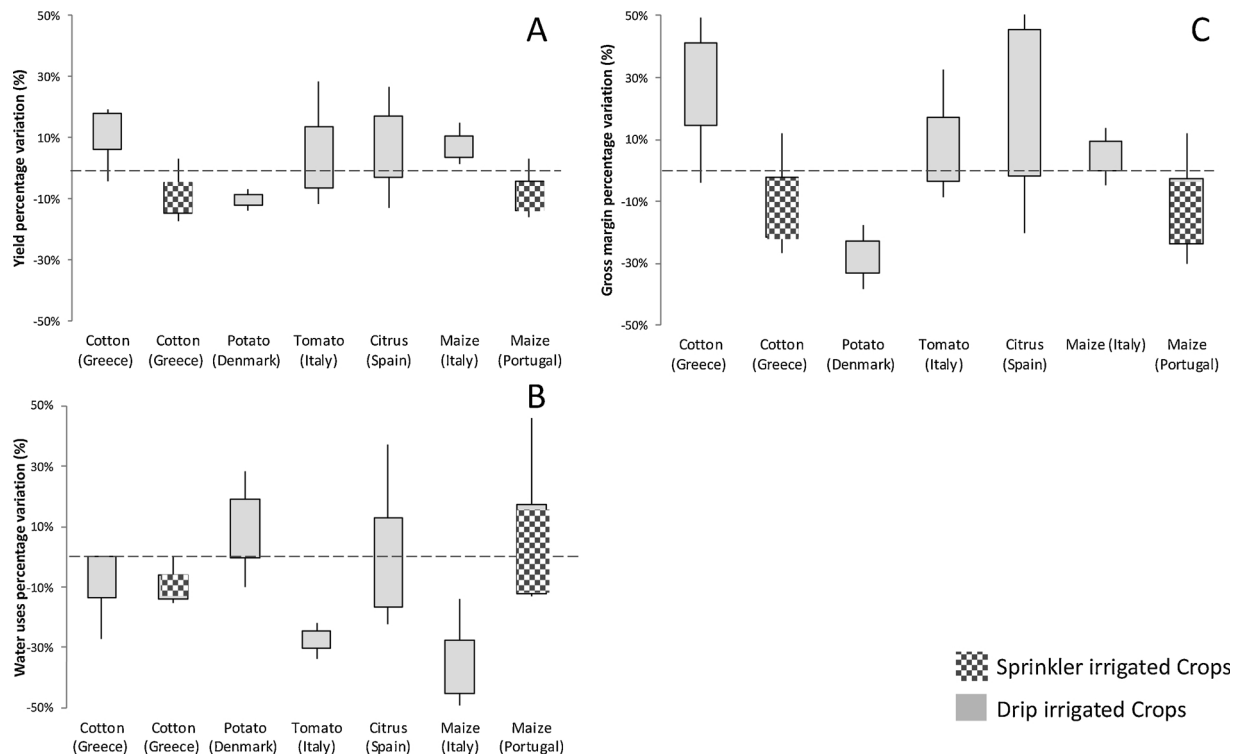 A
Yield percentage variation (%)
50%
30%
10%
-10%
-30%
-50%
Cotton
(Greece)
Cotton
(Greece)
Potato
(Denmark)
Tomato
(Italy)
Citrus
(Spain)
Maize
(Italy)
Maize
(Portugal)
C
Gross margin percentage variation (%)
50%
30%
10%
-10%
-30%
-50%
Cotton
(Greece)
Cotton
(Greece)
Potato
(Denmark)
Tomato
(Italy)
Citrus
(Spain)
Maize (Italy)
Maize
(Portugal)
B
Water uses percentage variation (%)
50%
30%
10%
-10%
-30%
-50%
Cotton
(Greece)
Cotton
(Greece)
Potato
(Denmark)
Tomato
(Italy)
Citrus
(Spain)
Maize
(Italy)
Maize
(Portugal)
Sprinkler irrigated Crops
Drip irrigated Crops